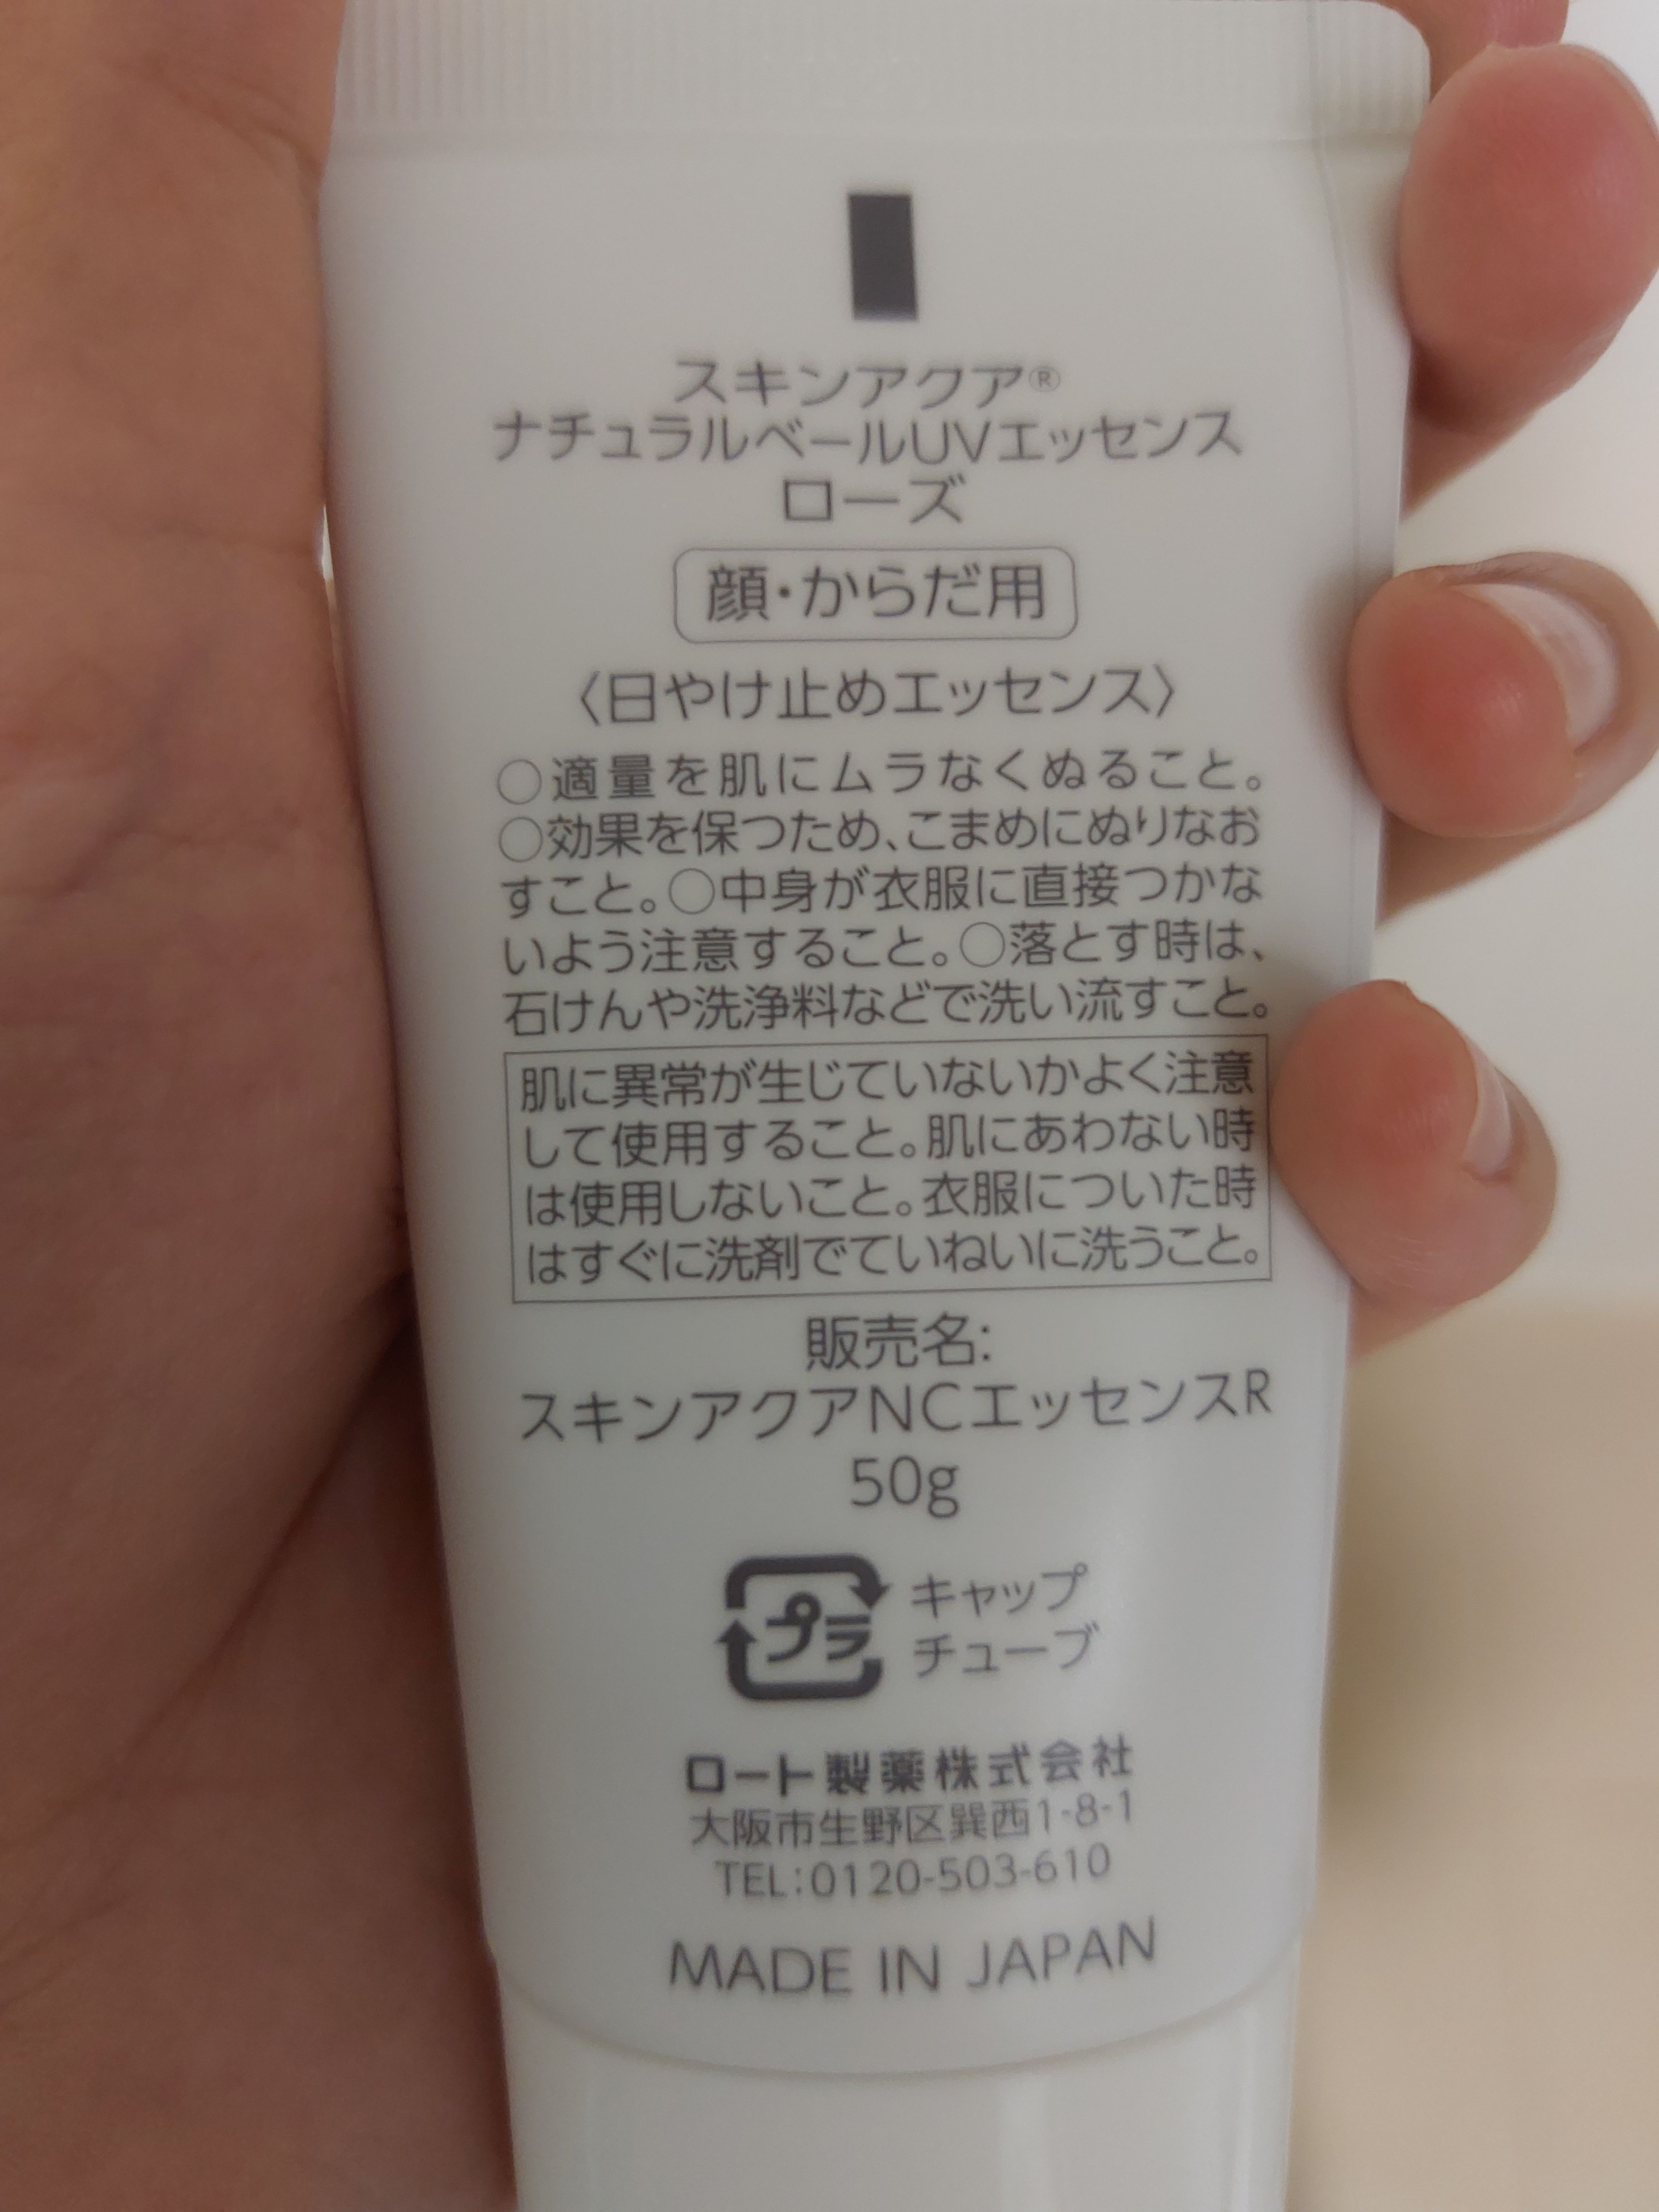 スキンアクア®
ナチュラルベールUVエッセンス
ローズ
顔・からだ用
〈日やけ止めエッセンス〉
○適量を肌にムラなくぬること。
○効果を保つため、こまめにぬりなお
すこと。○中身が衣服に直接つかな
いよう注意すること。○落とす時は、
石けんや洗浄料などで洗い流すこと。
肌に異常が生じていないかよく注意
して使用すること。肌にあわない時
は使用しないこと。衣服についた時
はすぐに洗剤でていねいに洗うこと。
販売名:
スキンアクアNCエッセンスR
50g
プラ
キャップ
チューブ
ロート製薬株式会社
大阪市生野区巽西1-8-1
TEL:0120-503-610
MADE IN JAPAN